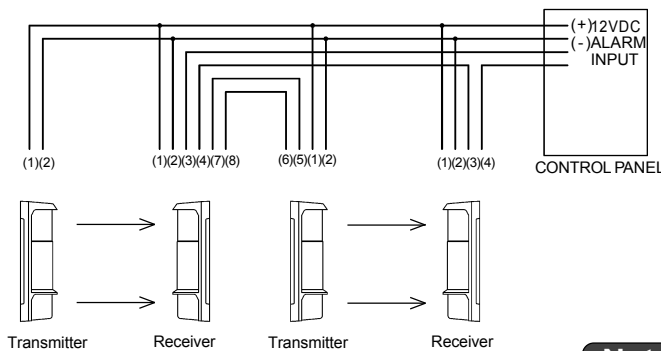 (+)12VDC
(-)ALARM
INPUT
(1)(2)
(1)(2)(3)(4)(7)(8)
(6)(5)(1)(2)
(1)(2)(3)(4)
CONTROL PANEL
Transmitter
Receiver
Transmitter
Receiver